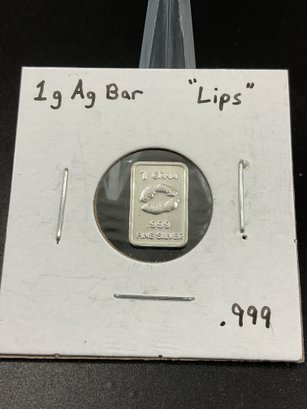 1g Ag Bar "Lips"
1 GRAM
.999
FINE SILVER
.999